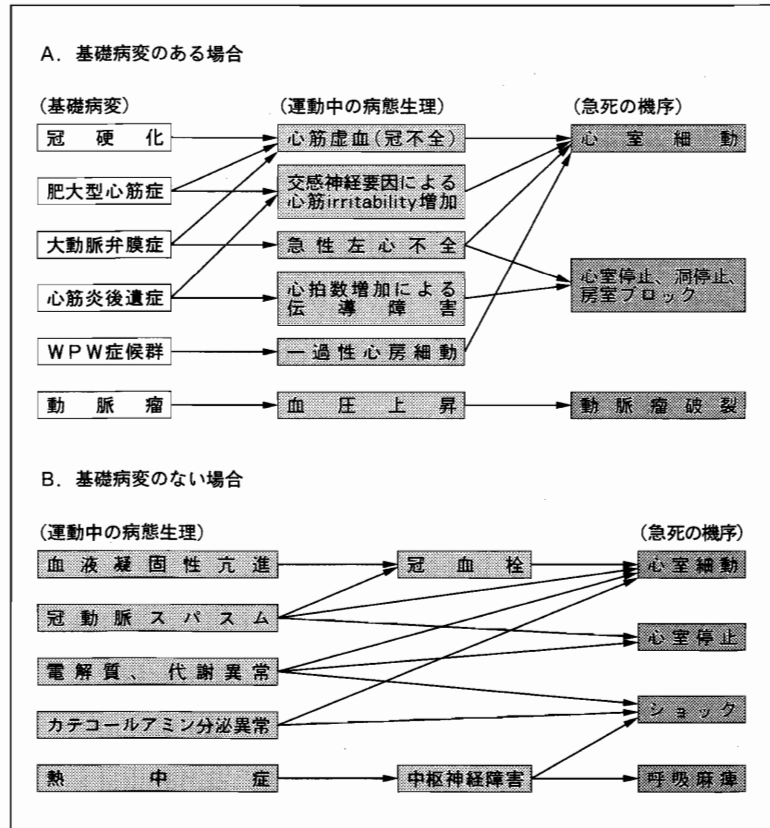 A．基礎病変のある場合
(基礎病変)
(運動中の病態生理)
(急死の機序)
冠硬化
心筋虚血(冠不全)
心室細動
肥大型心筋症
交感神経要因による
心筋irritability増加
大動脈弁膜症
急性左心不全
心室停止、洞停止、
房室ブロック
心筋炎後遺症
心拍数増加による
伝導障害
WPW症候群
一過性心房細動
動脈瘤
血圧上昇
動脈瘤破裂
B．基礎病変のない場合
(運動中の病態生理)
(急死の機序)
血液凝固性亢進
冠血栓
心室細動
冠動脈スパスム
心室停止
電解質、代謝異常
カテコールアミン分泌異常
ショック
熱中症
中枢神経障害
呼吸麻痺